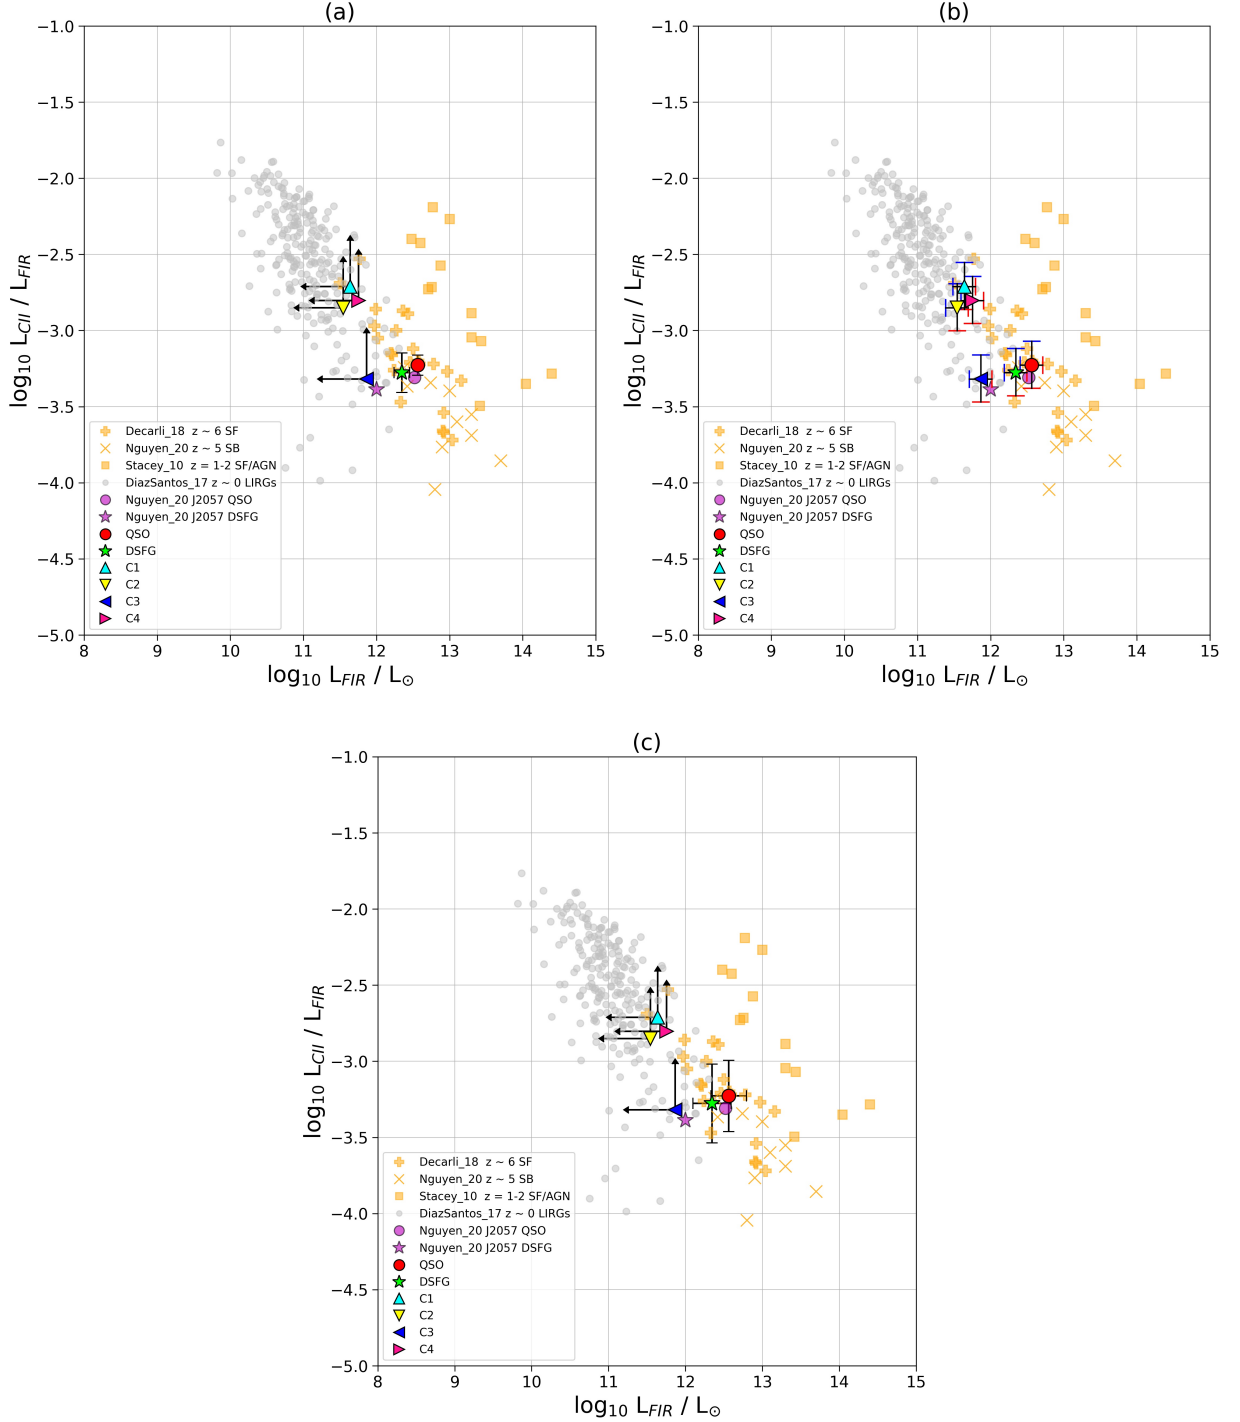 (a)
−1.0
−1.5
−2.0
−2.5
−3.0
−3.5
−4.0
−4.5
−5.0
log10 LCII / LFIR
Decarli_18 z ~ 6 SF
Nguyen_20 z ~ 5 SB
Stacey_10 z = 1-2 SF/AGN
DiazSantos_17 z ~ 0 LIRGs
Nguyen_20 J2057 QSO
Nguyen_20 J2057 DSFG
QSO
DSFG
C1
C2
C3
C4
8 9 10 11 12 13 14 15
log10 LFIR / L⊙
(b)
−1.0
−1.5
−2.0
−2.5
−3.0
−3.5
−4.0
−4.5
−5.0
log10 LCII / LFIR
Decarli_18 z ~ 6 SF
Nguyen_20 z ~ 5 SB
Stacey_10 z = 1-2 SF/AGN
DiazSantos_17 z ~ 0 LIRGs
Nguyen_20 J2057 QSO
Nguyen_20 J2057 DSFG
QSO
DSFG
C1
C2
C3
C4
8 9 10 11 12 13 14 15
log10 LFIR / L⊙
(c)
−1.0
−1.5
−2.0
−2.5
−3.0
−3.5
−4.0
−4.5
−5.0
log10 LCII / LFIR
Decarli_18 z ~ 6 SF
Nguyen_20 z ~ 5 SB
Stacey_10 z = 1-2 SF/AGN
DiazSantos_17 z ~ 0 LIRGs
Nguyen_20 J2057 QSO
Nguyen_20 J2057 DSFG
QSO
DSFG
C1
C2
C3
C4
8 9 10 11 12 13 14 15
log10 LFIR / L⊙